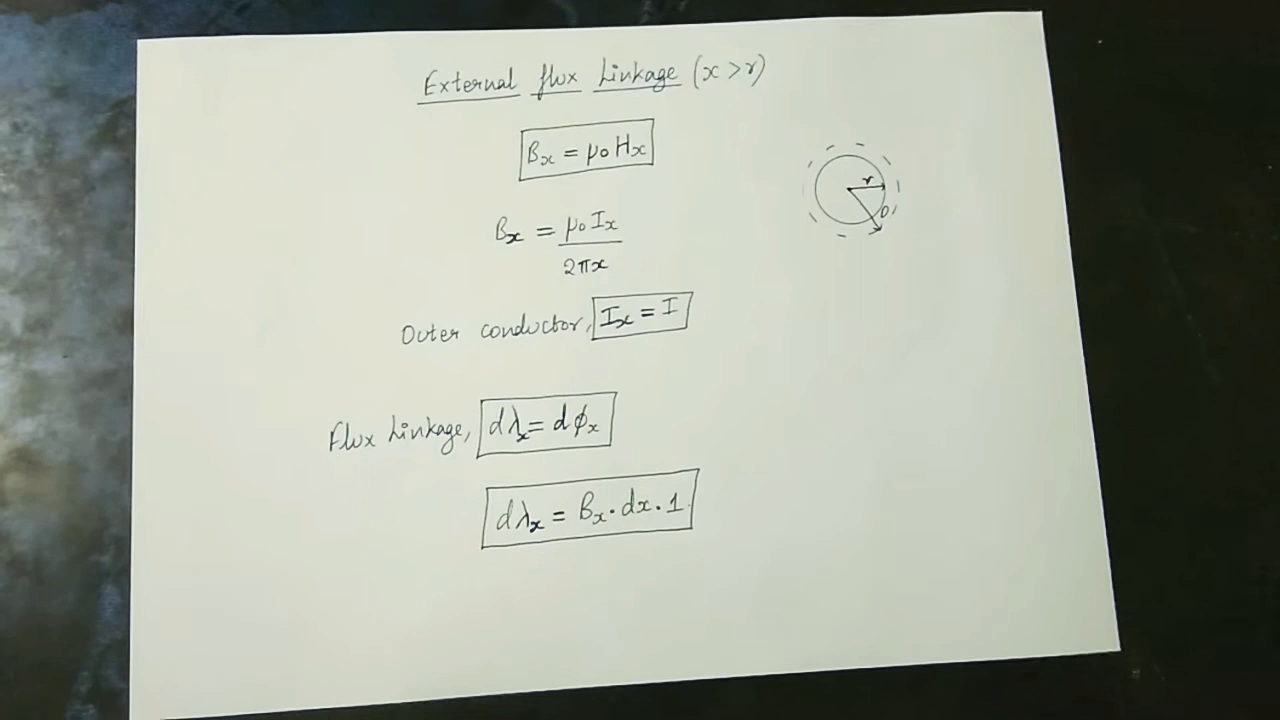 External flux Linkage (x > r)
Bx = μ0 Hx
r
D
Bx = μ0 Ix / 2πx
Outer conductor, Ix = I
Flux Linkage, dλx = dϕx
dλx = Bx . dx . 1